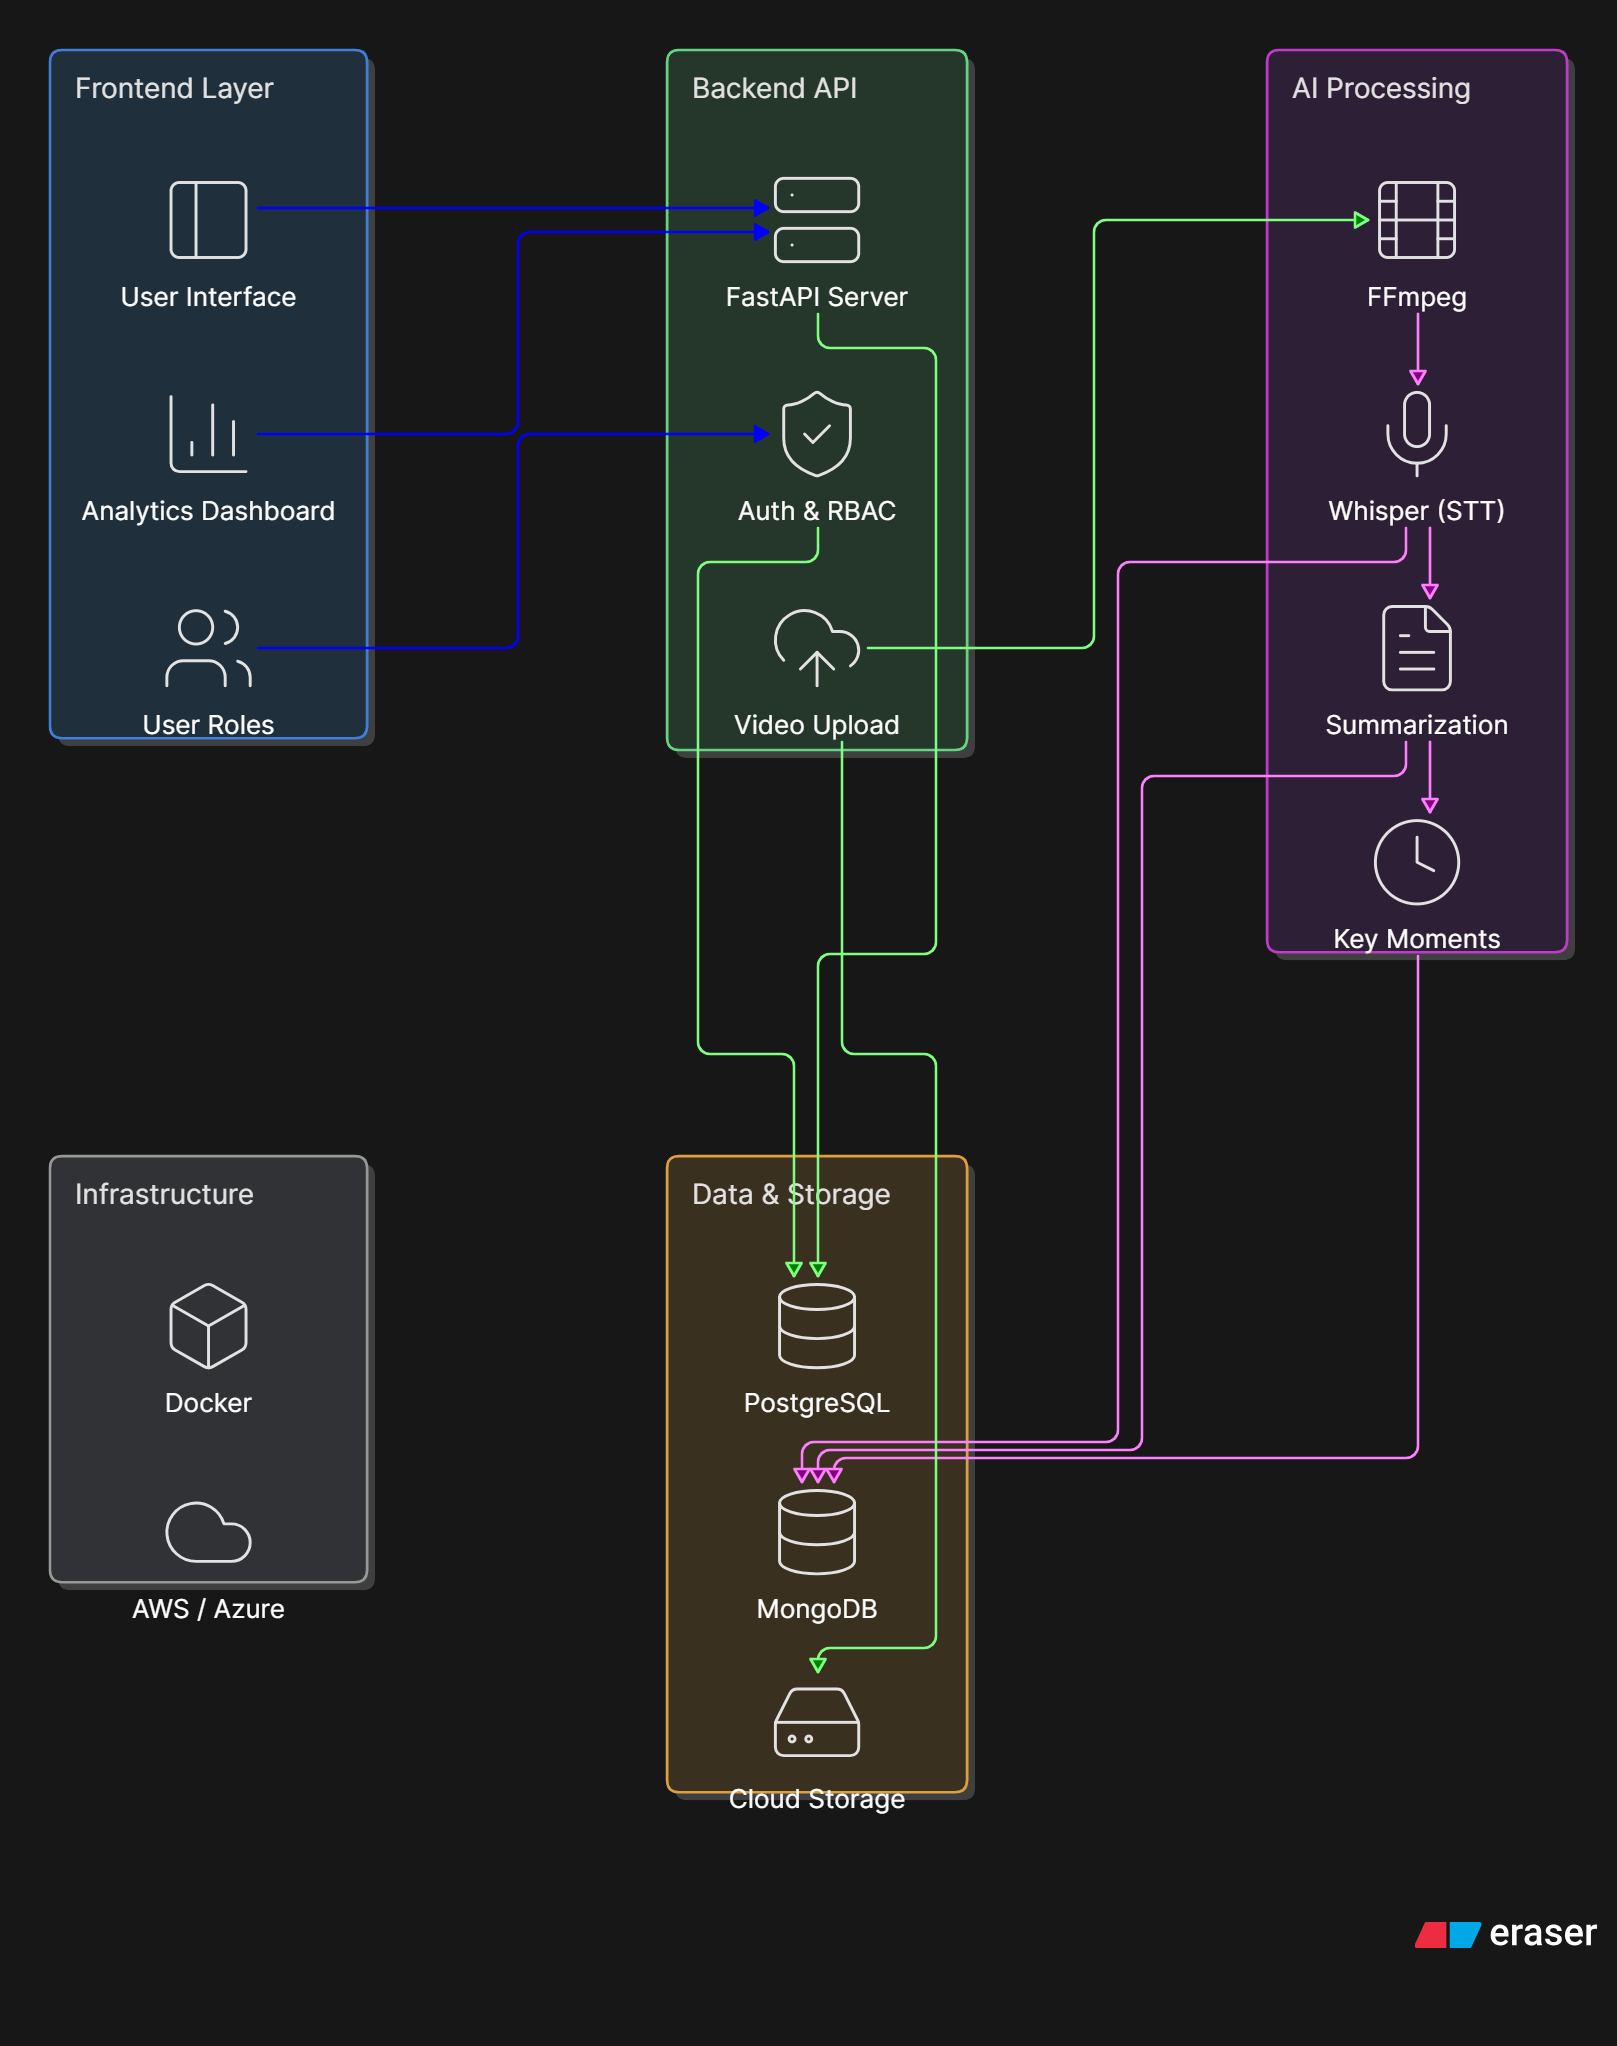 Frontend Layer
User Interface
Analytics Dashboard
User Roles
Backend API
FastAPI Server
Auth & RBAC
Video Upload
AI Processing
FFmpeg
Whisper (STT)
Summarization
Key Moments
Infrastructure
Docker
AWS / Azure
Data & Storage
PostgreSQL
MongoDB
Cloud Storage
eraser